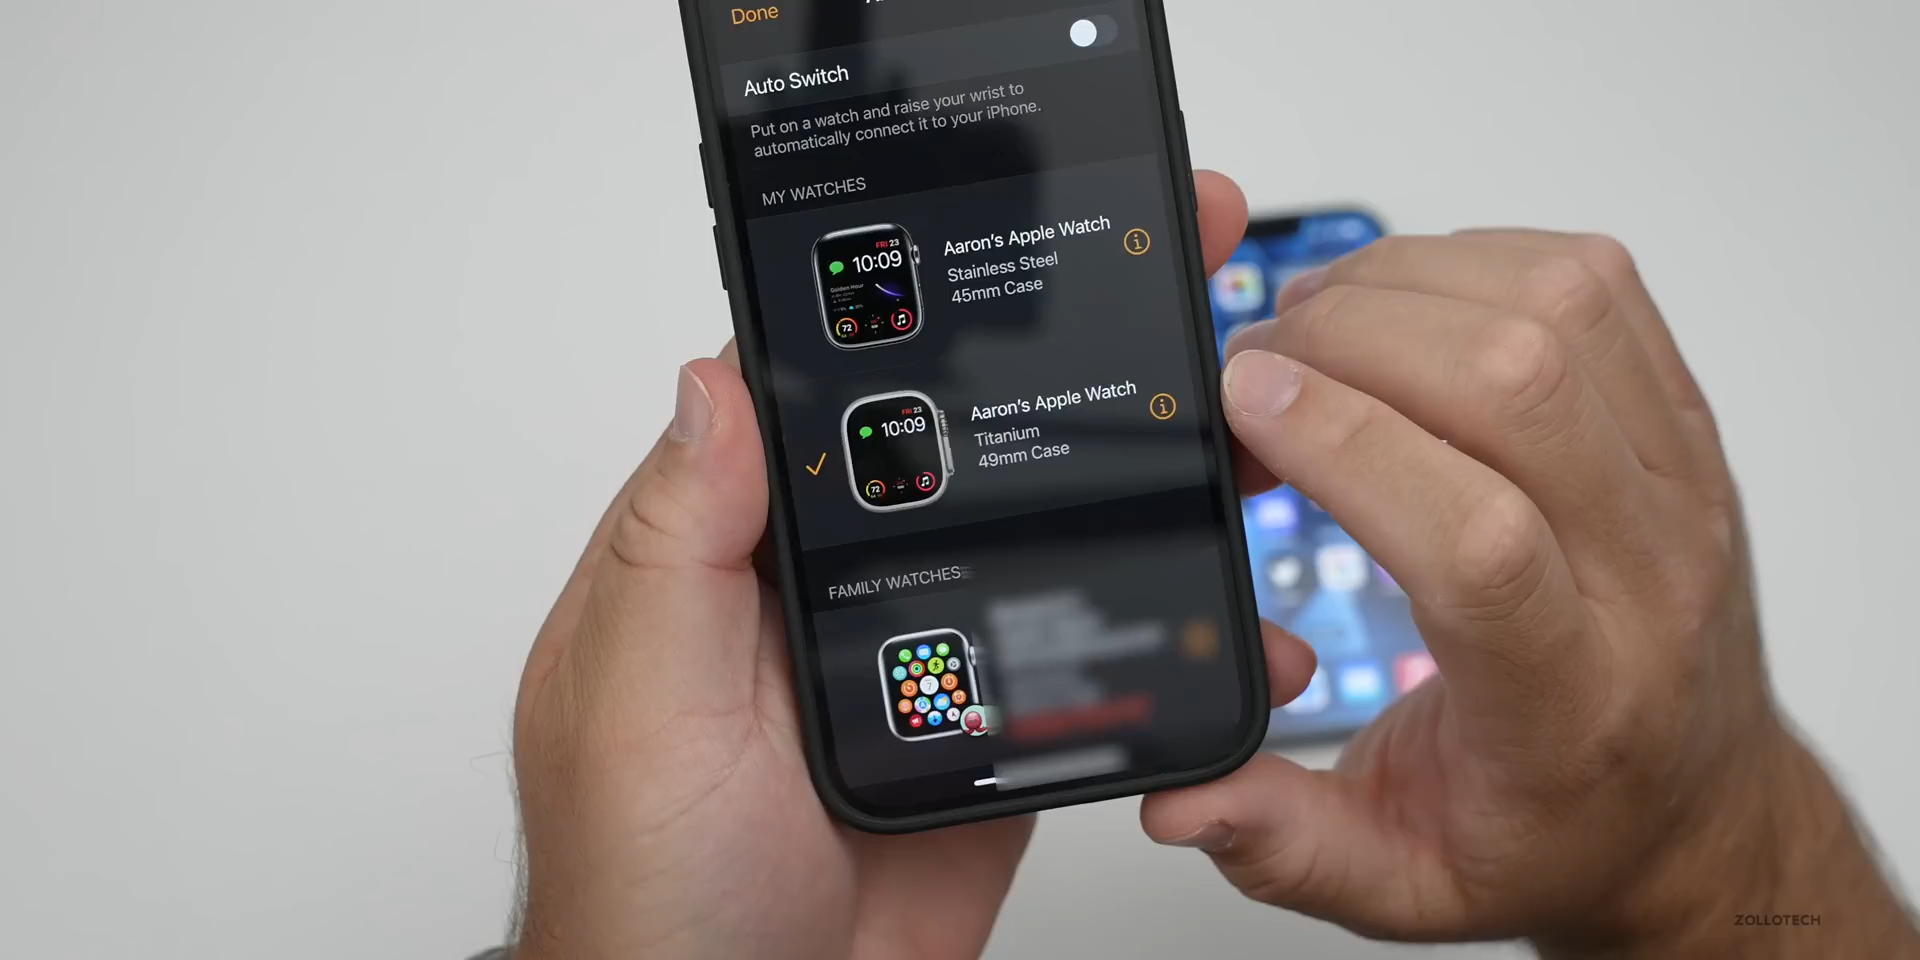 Done
Auto Switch
Put on a watch and raise your wrist to
automatically connect it to your iPhone.
MY WATCHES
FRI 23
10:09
Aaron's Apple Watch
Stainless Steel
45mm Case
72
FRI 23
10:09
Aaron's Apple Watch
Titanium
49mm Case
72
FAMILY WATCHES
7
ZOLLOTECH